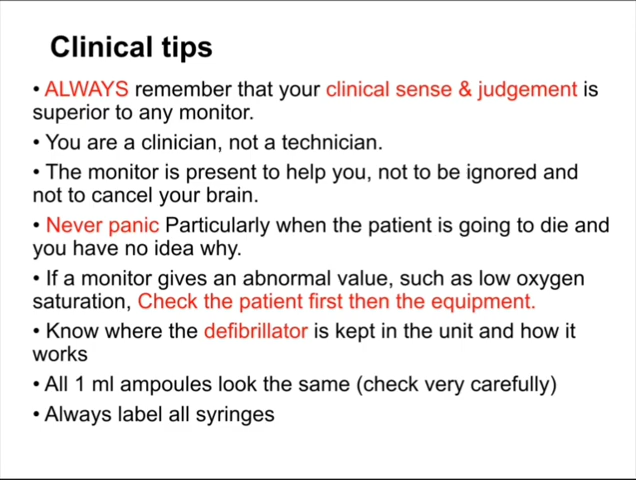 Clinical tips
• ALWAYS remember that your clinical sense & judgement is
superior to any monitor.
• You are a clinician, not a technician.
• The monitor is present to help you, not to be ignored and
not to cancel your brain.
• Never panic Particularly when the patient is going to die and
you have no idea why.
• If a monitor gives an abnormal value, such as low oxygen
saturation, Check the patient first then the equipment.
• Know where the defibrillator is kept in the unit and how it
works
• All 1 ml ampoules look the same (check very carefully)
• Always label all syringes